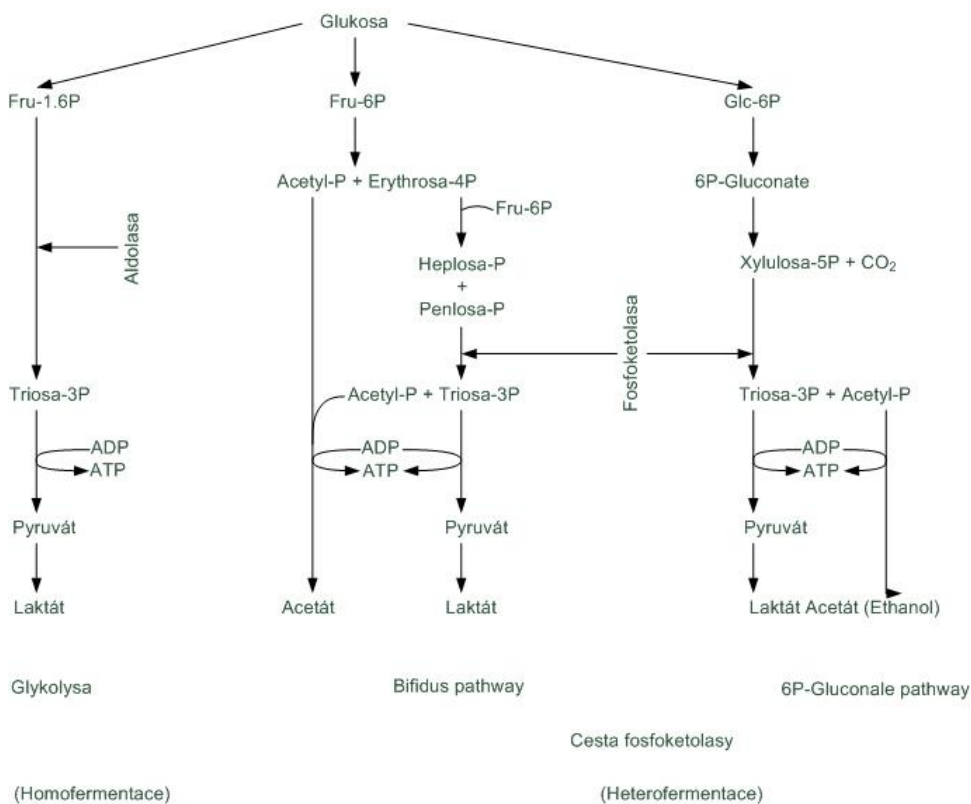 Glukosa
Fru-1.6P Fru-6P Glc-6P
Acetyl-P + Erythrosa-4P 6P-Gluconate
Fru-6P
Aldolasa
Heplosa-P Xylulosa-5P + CO₂
+
Penlosa-P
Fosfoketolasa
Triosa-3P Acetyl-P + Triosa-3P Triosa-3P + Acetyl-P
ADP ADP ADP
ATP ATP ATP
Pyruvát Pyruvát Pyruvát
Laktát Acetát Laktát Laktát Acetát (Ethanol)
Glykolysa Bifidus pathway 6P-Gluconale pathway
Cesta fosfoketolasy
(Homofermentace) (Heterofermentace)